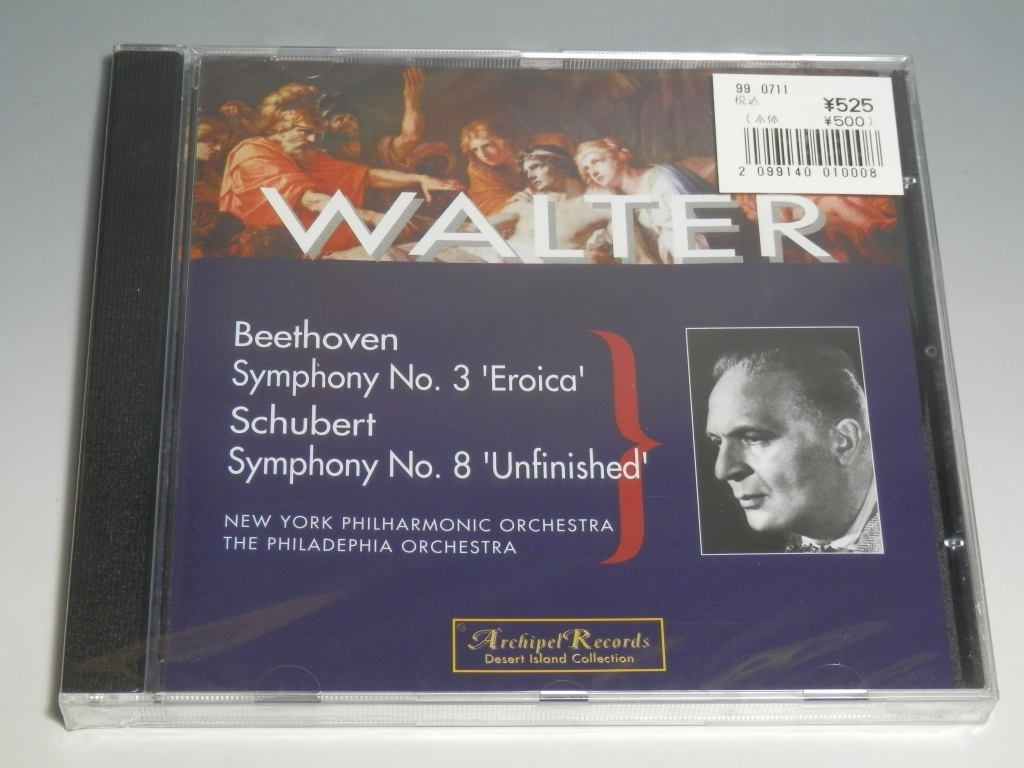 99 0711
税込 ¥525
(本体 ¥500)
2 099140 010008
WALTER
Beethoven
Symphony No. 3 'Eroica'
Schubert
Symphony No. 8 'Unfinished'
NEW YORK PHILHARMONIC ORCHESTRA
THE PHILADEPHIA ORCHESTRA
Archipel Records
Desert Island Collection